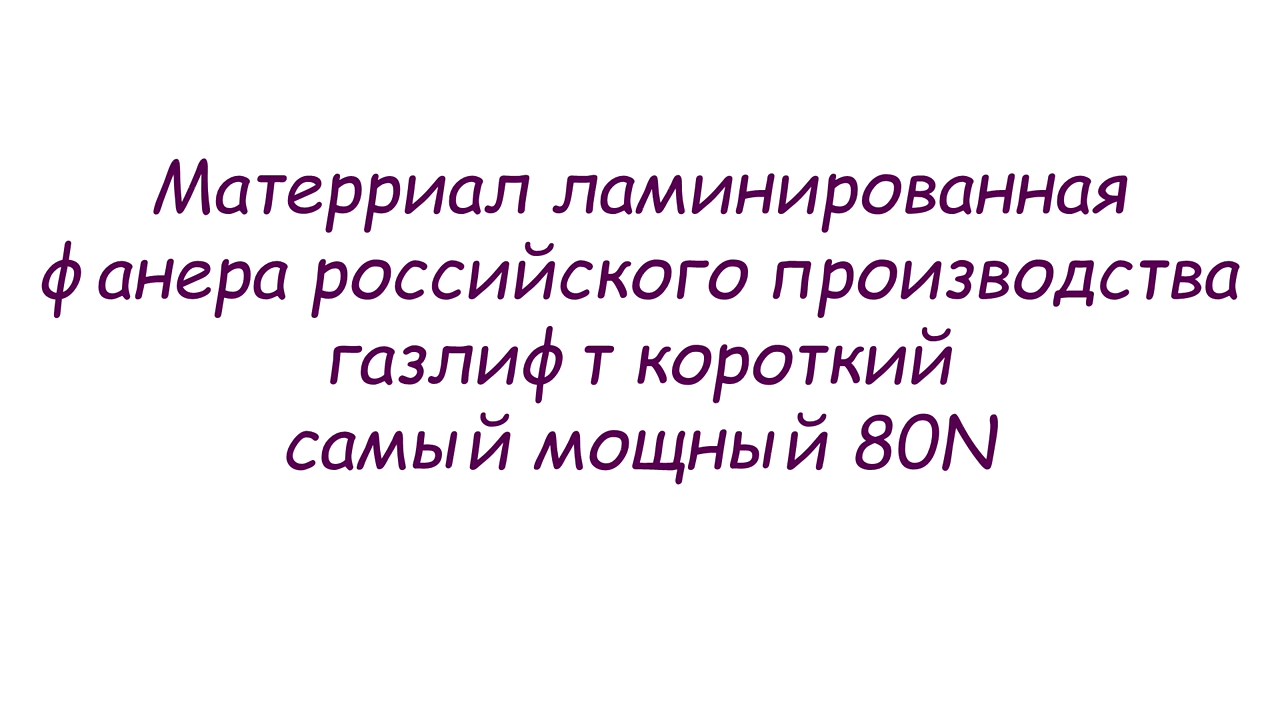 Матерриал ламинированная
фанера российского производства
газлифт короткий
самый мощный 80N